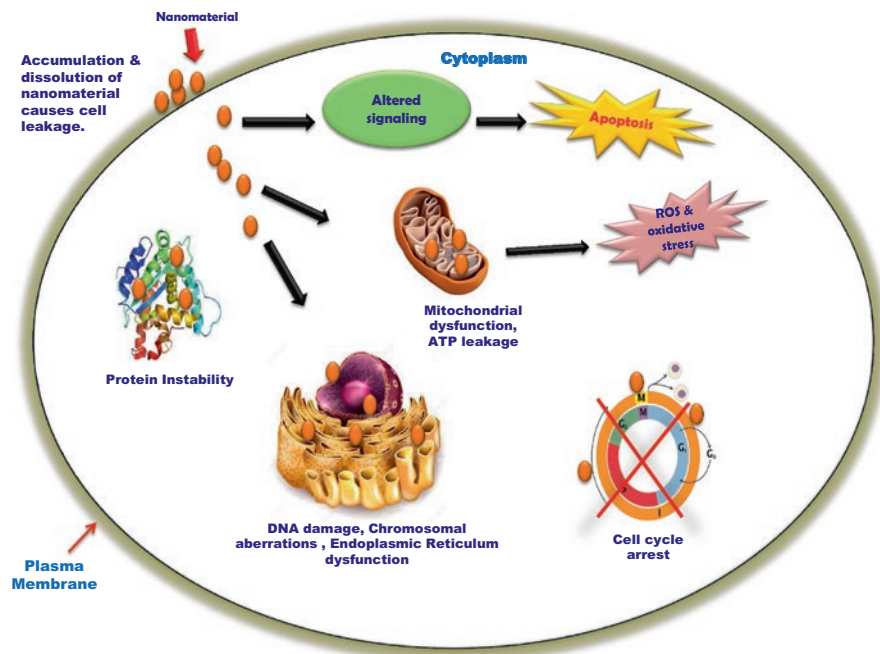 Nanomaterial
Accumulation &
dissolution of
nanomaterial
causes cell
leakage.
Cytoplasm
Altered
signaling
Apoptosis
ROS &
oxidative
stress
Mitochondrial
dysfunction,
ATP leakage
Protein Instability
M
M
G₂
G₁
G₀
I
DNA damage, Chromosomal
aberrations , Endoplasmic Reticulum
dysfunction
Cell cycle
arrest
Plasma
Membrane